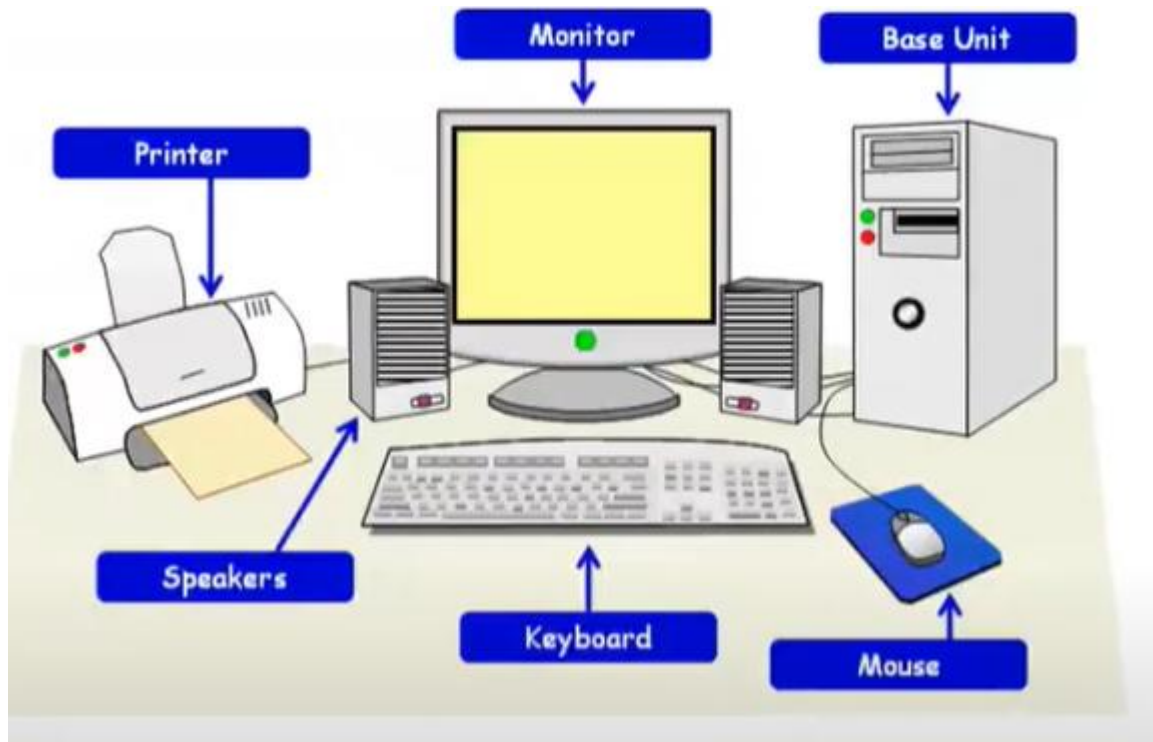 Monitor
Base Unit
Printer
Speakers
Keyboard
Mouse